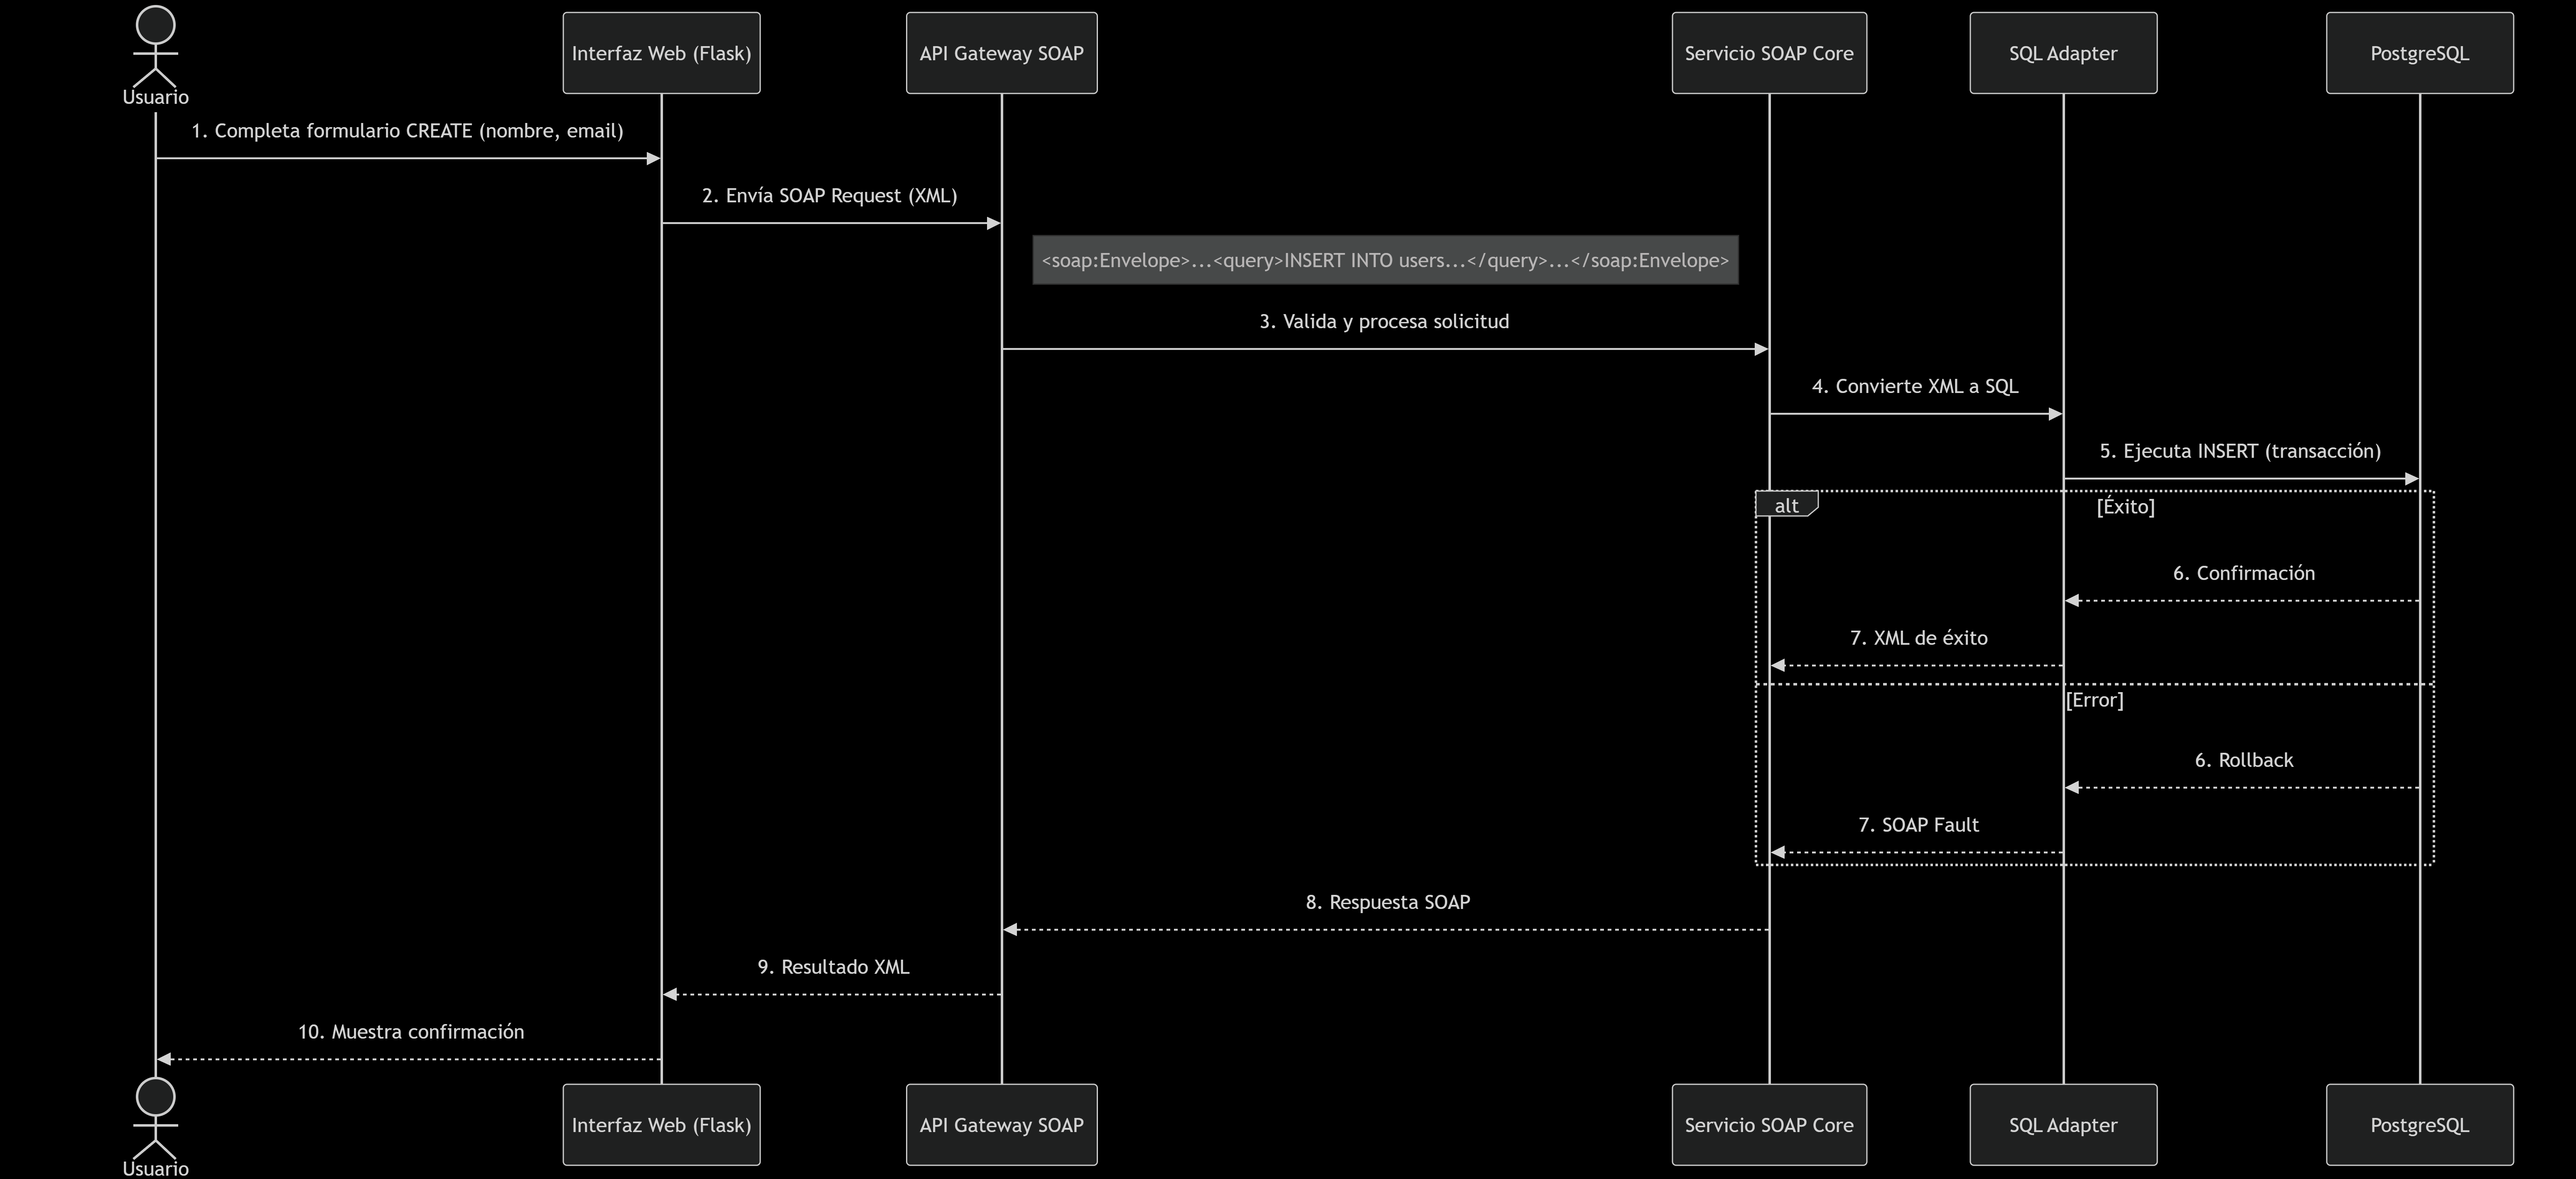 Usuario
Interfaz Web (Flask)
API Gateway SOAP
Servicio SOAP Core
SQL Adapter
PostgreSQL
1. Completa formulario CREATE (nombre, email)
2. Envía SOAP Request (XML)
<soap:Envelope>...<query>INSERT INTO users...</query>...</soap:Envelope>
3. Valida y procesa solicitud
4. Convierte XML a SQL
5. Ejecuta INSERT (transacción)
alt
[Éxito]
6. Confirmación
7. XML de éxito
[Error]
6. Rollback
7. SOAP Fault
8. Respuesta SOAP
9. Resultado XML
10. Muestra confirmación
Usuario
Interfaz Web (Flask)
API Gateway SOAP
Servicio SOAP Core
SQL Adapter
PostgreSQL